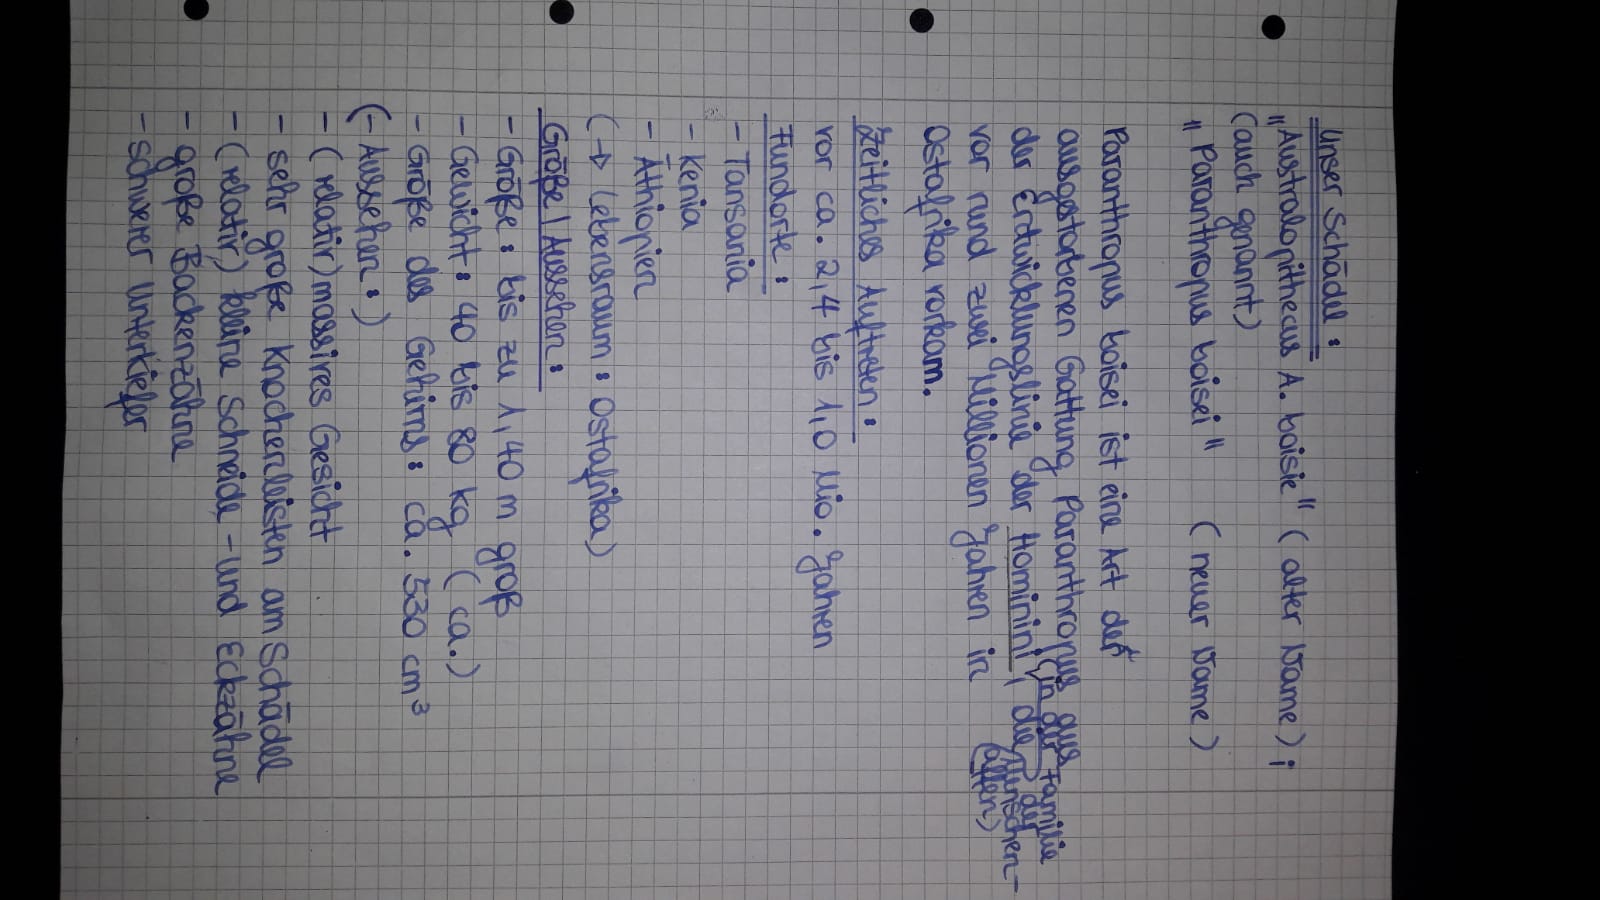 Unser Schädel:
„Australopithecus A. boisie" (alter Name);
(auch genannt)
„Paranthropus boisei" (neuer Name)
Paranthropus boisei ist eine Art der
ausgestorbenen Gattung Paranthropus aus
der Entwicklungslinie der Hominini (in der Familie der Menschenaffen), die
vor rund zwei Millionen Jahren in
Ostafrika vorkam.
Zeitliches Auftreten:
vor ca. 2,4 bis 1,0 Mio. Jahren
Fundorte:
- Tansania
- Kenia
- Äthiopien
(→ Lebensraum: Ostafrika)
Größe/Aussehen:
- Größe: bis zu 1,40 m groß
- Gewicht: 40 bis 80 kg (ca.)
- Größe des Gehirns: ca. 530 cm³
(- Aussehen:)
- (relativ) massives Gesicht
- sehr große Knochenleisten am Schädel
- (relativ) kleine Schneide- und Eckzähne
- große Backenzähne
- schwerer Unterkiefer